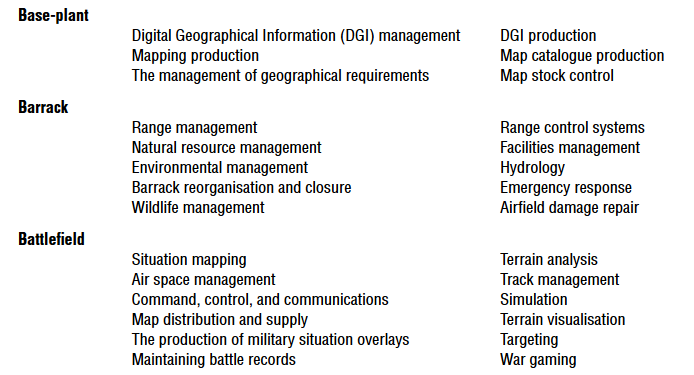 Base-plant
Digital Geographical Information (DGI) management DGI production
Mapping production Map catalogue production
The management of geographical requirements Map stock control
Barrack
Range management Range control systems
Natural resource management Facilities management
Environmental management Hydrology
Barrack reorganisation and closure Emergency response
Wildlife management Airfield damage repair
Battlefield
Situation mapping Terrain analysis
Air space management Track management
Command, control, and communications Simulation
Map distribution and supply Terrain visualisation
The production of military situation overlays Targeting
Maintaining battle records War gaming